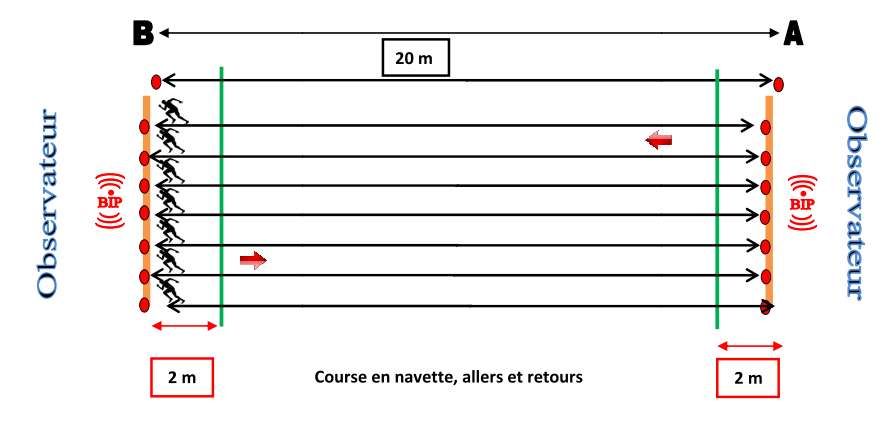 B
A
20 m
Observateur
BIP
BIP
Observateur
2 m
Course en navette, allers et retours
2 m